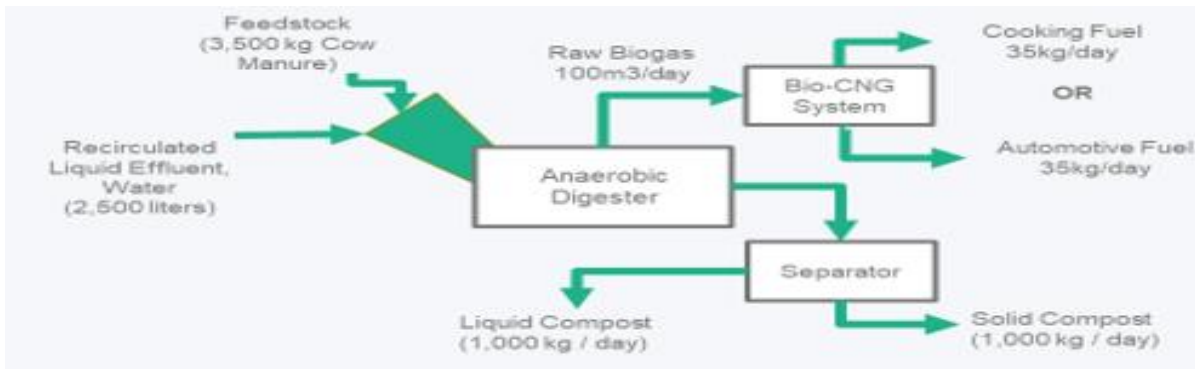 Feedstock
(3,500 kg Cow
Manure)
Raw Biogas
100m3/day
Cooking Fuel
35kg/day
Bio-CNG
System
OR
Recirculated
Liquid Effluent,
Water
(2,500 liters)
Anaerobic
Digester
Automotive Fuel
35kg/day
Separator
Liquid Compost
(1,000 kg / day)
Solid Compost
(1,000 kg / day)